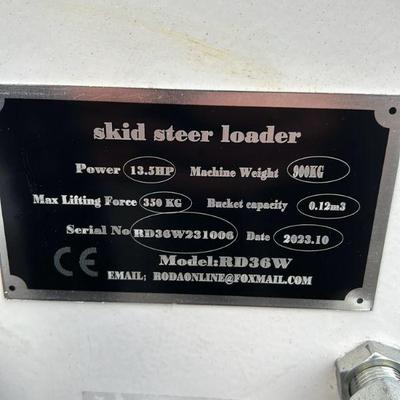 skid steer loader
Power 13.5HP Machine Weight 900KG
Max Lifting Force 350 KG Bucket capacity 0.12m3
Serial No RD36W231006 Date 2023.10
CE Model:RD36W
EMAIL; RODAONLINE@FOXMAIL.COM